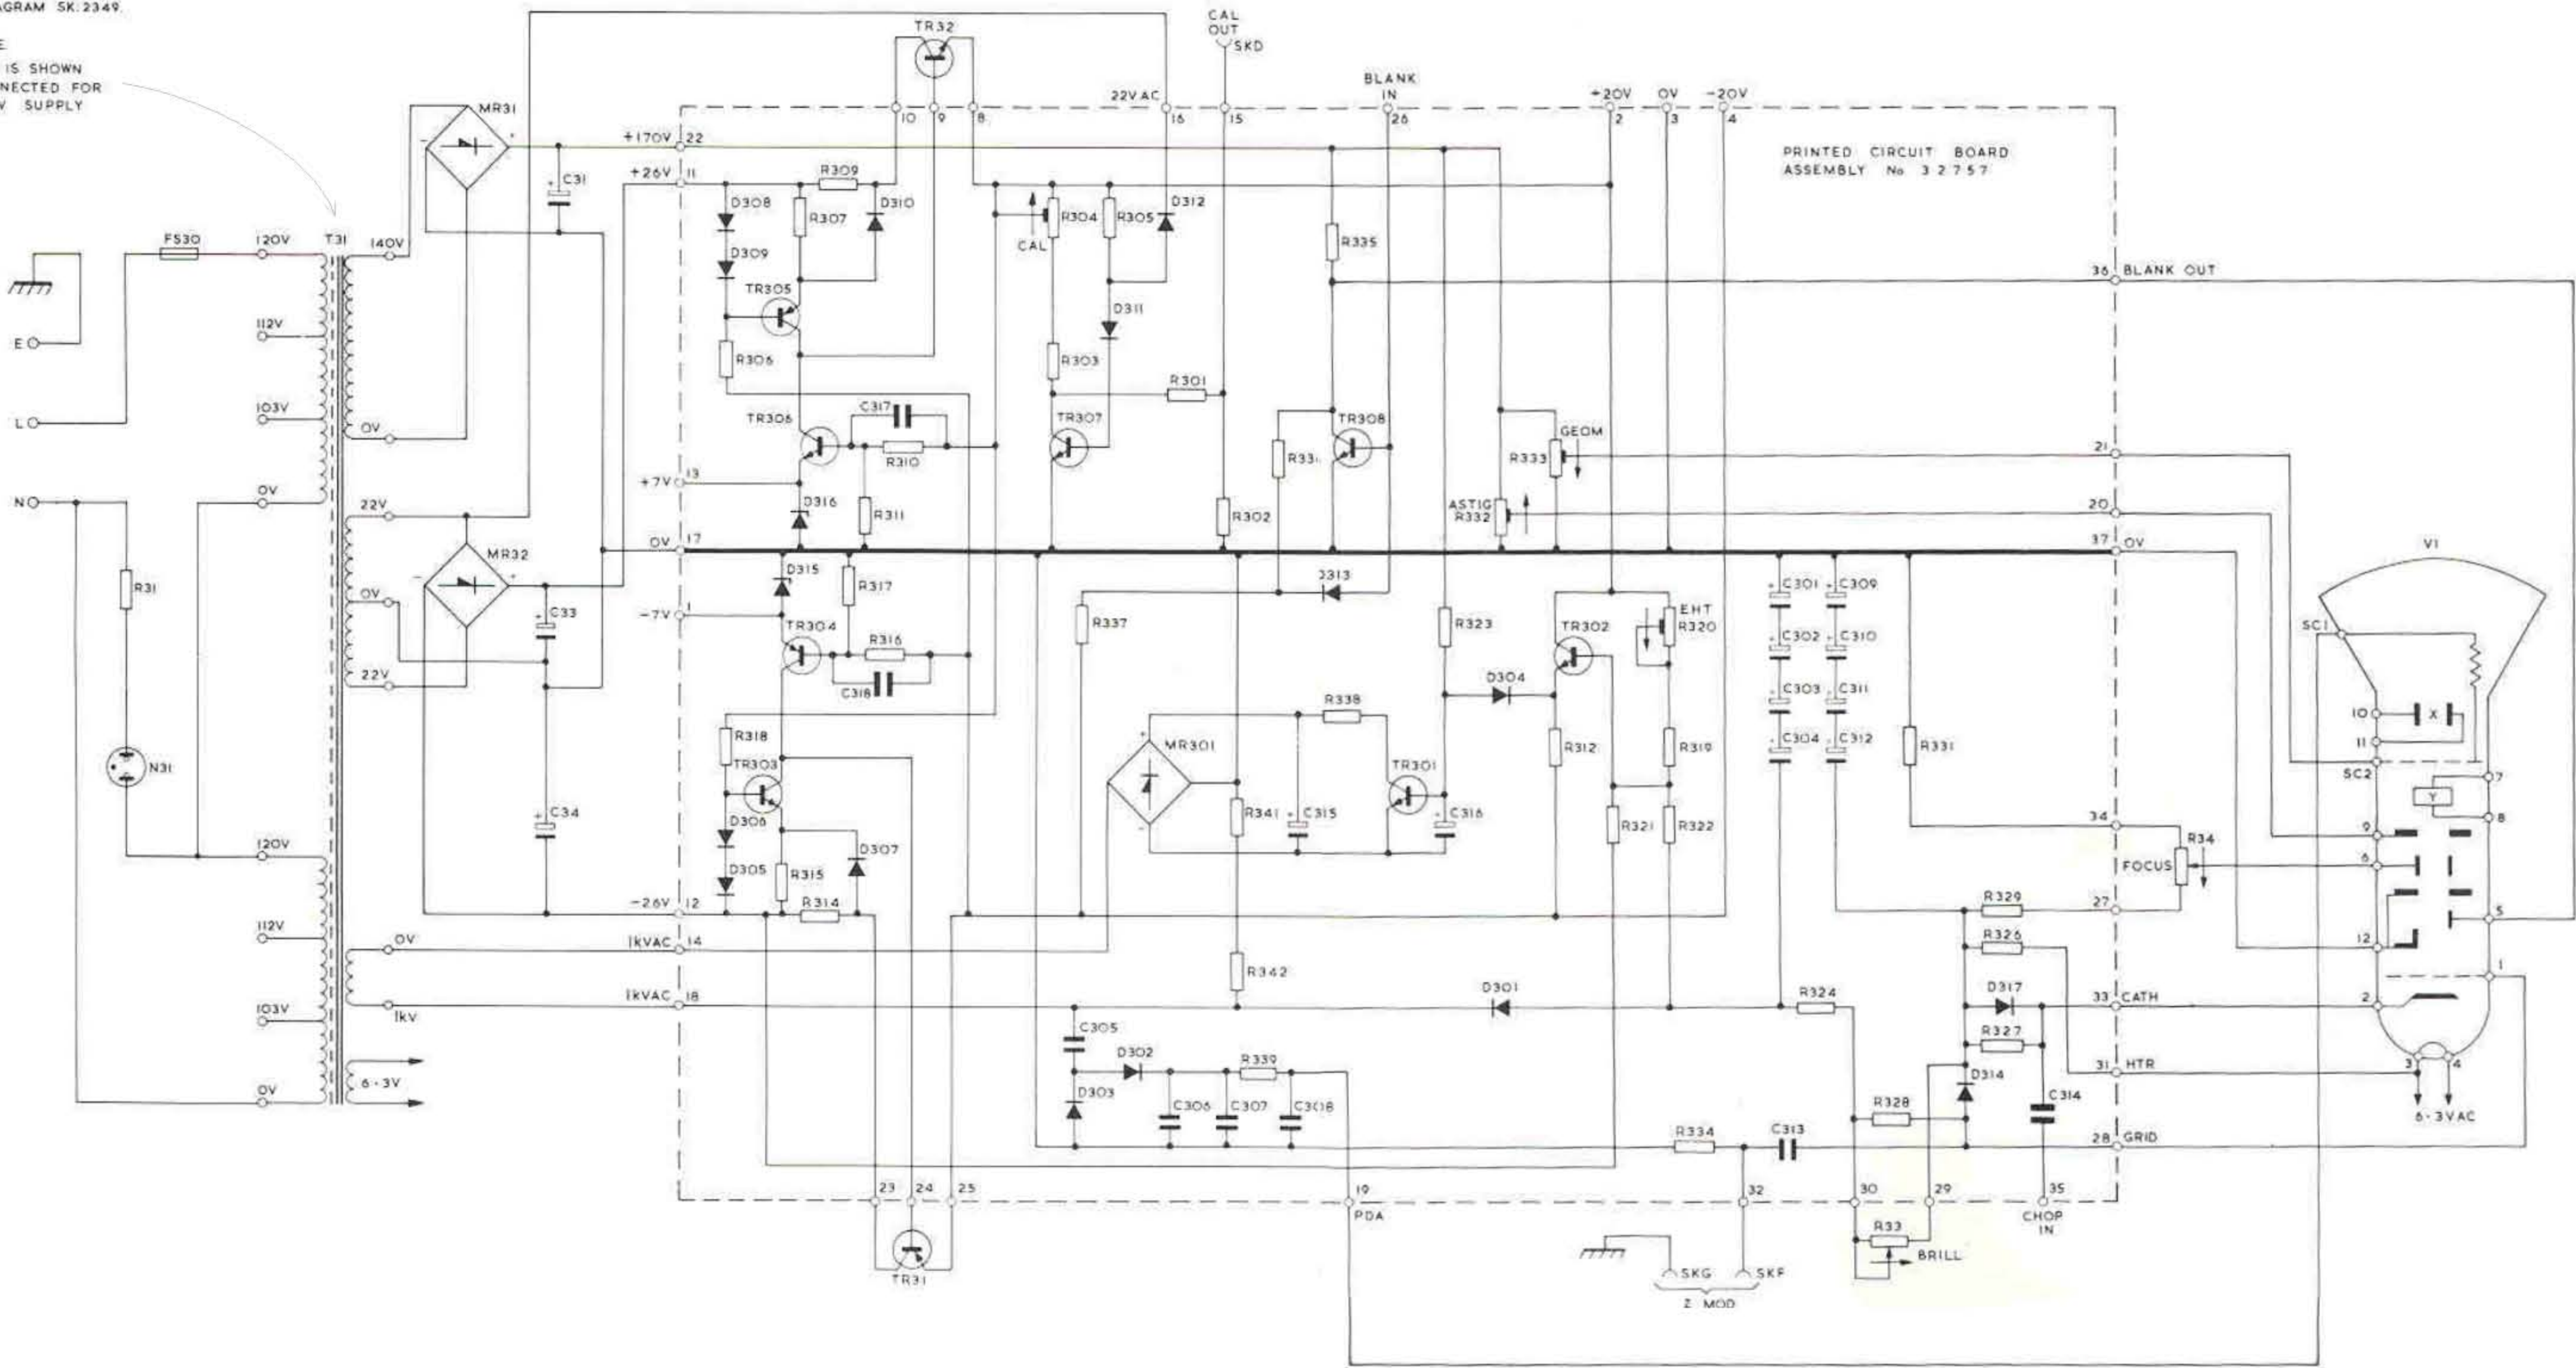 AGRAM SK.2349.
E
IS SHOWN
NECTED FOR
V SUPPLY
TR32
CAL
OUT
SKD
BLANK
IN
22V AC
+20V
0V
-20V
10
9
8
16
15
26
2
3
4
PRINTED CIRCUIT BOARD
ASSEMBLY No 32757
MR31
-
+
+170V
22
+26V
11
C31
R309
D308
R307
D310
R304
CAL
R305
D312
R335
FS30
120V
T31
140V
D309
36
BLANK OUT
TR305
D311
112V
E
R306
R303
R301
103V
L
0V
TR306
C317
R310
TR307
TR308
GEOM
R333
21
N
0V
22V
+7V
13
D316
R311
R302
ASTIG
R332
20
MR32
-
+
0V
17
37
0V
V1
R31
0V
C33
D315
R317
D313
C301
C309
-7V
1
TR304
R316
R337
R323
TR302
EHT
R320
C302
C310
SC1
22V
C318
D304
C303
C311
R338
10
X
R318
MR301
R312
R319
C304
C312
R331
11
N31
TR303
TR301
SC2
7
Y
C34
D306
R341
C315
C316
R321
R322
34
8
120V
D307
R34
9
D305
R315
FOCUS
6
-26V
12
R314
R329
27
5
112V
0V
1kVAC
14
R326
12
R342
1
1kVAC
18
D301
R324
D317
33
CATH
2
103V
1kV
C305
R327
D302
R339
31
HTR
3
4
6·3V
D303
D314
0V
C306
C307
C308
R328
C314
6·3VAC
R334
C313
28
GRID
23
24
25
19
PDA
32
30
29
35
CHOP
IN
R33
BRILL
TR31
SKG
SKF
Z MOD